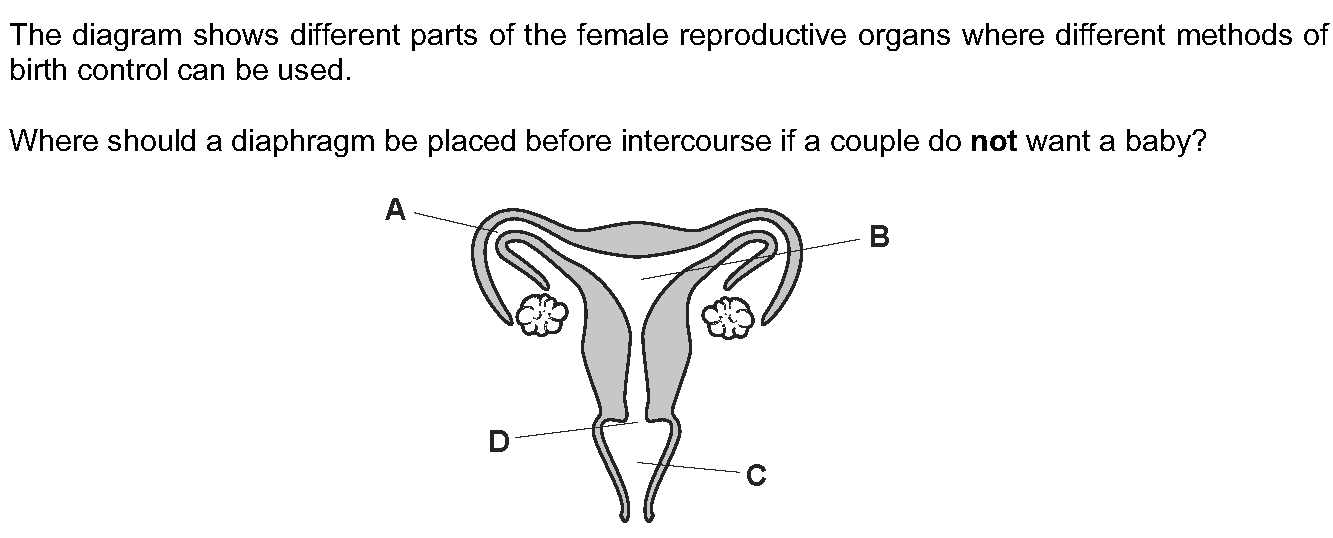 The diagram shows different parts of the female reproductive organs where different methods of
birth control can be used.
Where should a diaphragm be placed before intercourse if a couple do not want a baby?
A
B
D
C